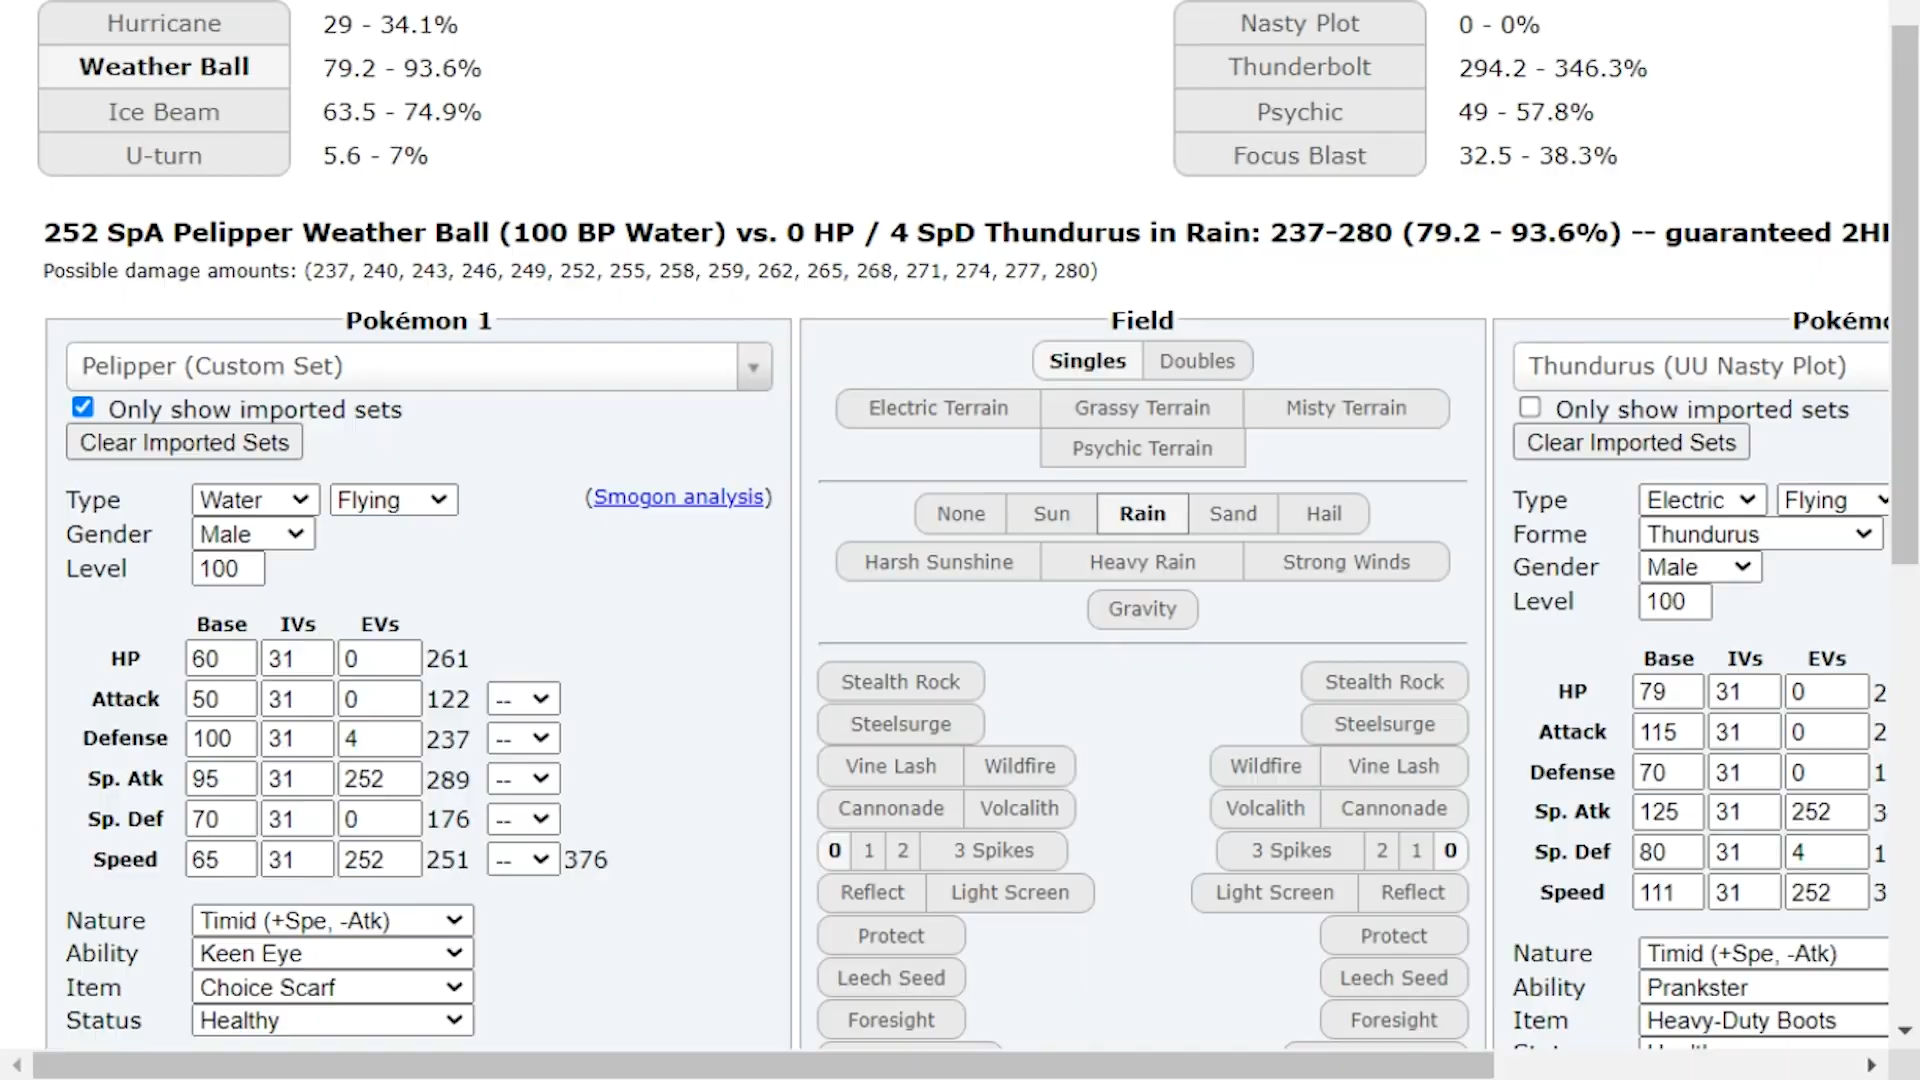 Hurricane 29 - 34.1% Nasty Plot 0 - 0%
Weather Ball 79.2 - 93.6% Thunderbolt 294.2 - 346.3%
Ice Beam 63.5 - 74.9% Psychic 49 - 57.8%
U-turn 5.6 - 7% Focus Blast 32.5 - 38.3%
252 SpA Pelipper Weather Ball (100 BP Water) vs. 0 HP / 4 SpD Thundurus in Rain: 237-280 (79.2 - 93.6%) -- guaranteed 2H
Possible damage amounts: (237, 240, 243, 246, 249, 252, 255, 258, 259, 262, 265, 268, 271, 274, 277, 280)
Pokémon 1
Pelipper (Custom Set)
Only show imported sets
Clear Imported Sets
Type Water Flying (Smogon analysis)
Gender Male
Level 100
Base IVs EVs
HP 60 31 0 261
Attack 50 31 0 122 --
Defense 100 31 4 237 --
Sp. Atk 95 31 252 289 --
Sp. Def 70 31 0 176 --
Speed 65 31 252 251 -- 376
Nature Timid (+Spe, -Atk)
Ability Keen Eye
Item Choice Scarf
Status Healthy
Field
Singles Doubles
Electric Terrain Grassy Terrain Misty Terrain
Psychic Terrain
None Sun Rain Sand Hail
Harsh Sunshine Heavy Rain Strong Winds
Gravity
Stealth Rock Stealth Rock
Steelsurge Steelsurge
Vine Lash Wildfire Wildfire Vine Lash
Cannonade Volcalith Volcalith Cannonade
0 1 2 3 Spikes 3 Spikes 2 1 0
Reflect Light Screen Light Screen Reflect
Protect Protect
Leech Seed Leech Seed
Foresight Foresight
Pokém
Thundurus (UU Nasty Plot)
Only show imported sets
Clear Imported Sets
Type Electric Flying
Forme Thundurus
Gender Male
Level 100
Base IVs EVs
HP 79 31 0 2
Attack 115 31 0 2
Defense 70 31 0 1
Sp. Atk 125 31 252 3
Sp. Def 80 31 4 1
Speed 111 31 252 3
Nature Timid (+Spe, -Atk)
Ability Prankster
Item Heavy-Duty Boots